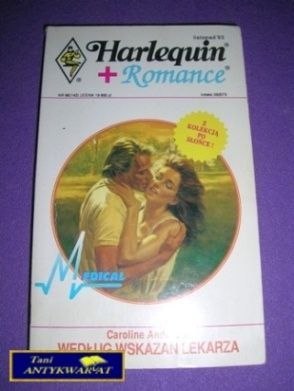 listopad '93
Harlequin®
+ Romance®
Z
KOLEKCJĄ
PO
SŁOŃCE!
MEDICAL
Caroline
WEDŁUG WSKAZAŃ LEKARZA
Tani
ANTYKWARIAT